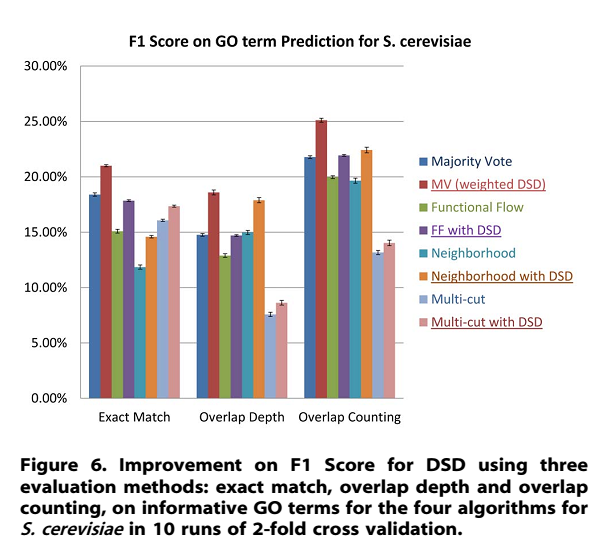 F1 Score on GO term Prediction for S. cerevisiae
30.00%
25.00%
20.00%
15.00%
10.00%
5.00%
0.00%
Exact Match
Overlap Depth
Overlap Counting
Majority Vote
MV (weighted DSD)
Functional Flow
FF with DSD
Neighborhood
Neighborhood with DSD
Multi-cut
Multi-cut with DSD
Figure 6. Improvement on F1 Score for DSD using three
evaluation methods: exact match, overlap depth and overlap
counting, on informative GO terms for the four algorithms for
S. cerevisiae in 10 runs of 2-fold cross validation.